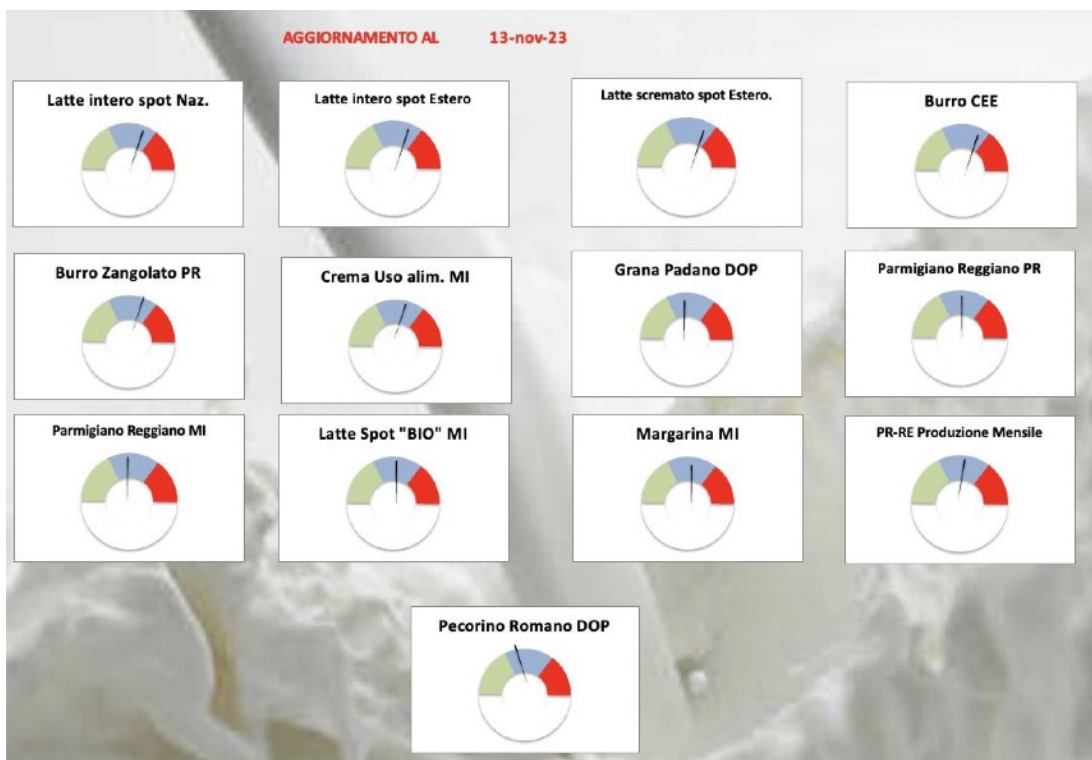 AGGIORNAMENTO AL 13-nov-23
Latte intero spot Naz.
Latte intero spot Estero
Latte scremato spot Estero.
Burro CEE
Burro Zangolato PR
Crema Uso alim. MI
Grana Padano DOP
Parmigiano Reggiano PR
Parmigiano Reggiano MI
Latte Spot "BIO" MI
Margarina MI
PR-RE Produzione Mensile
Pecorino Romano DOP